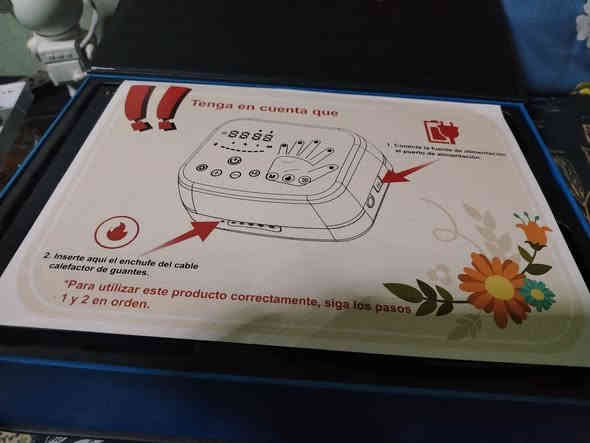 Tenga en cuenta que
8888
1. Conecte la fuente de alimentación
al puerto de alimentación.
M
2. Inserte aquí el enchufe del cable
calefactor de guantes.
*Para utilizar este producto correctamente, siga los pasos
1 y 2 en orden.